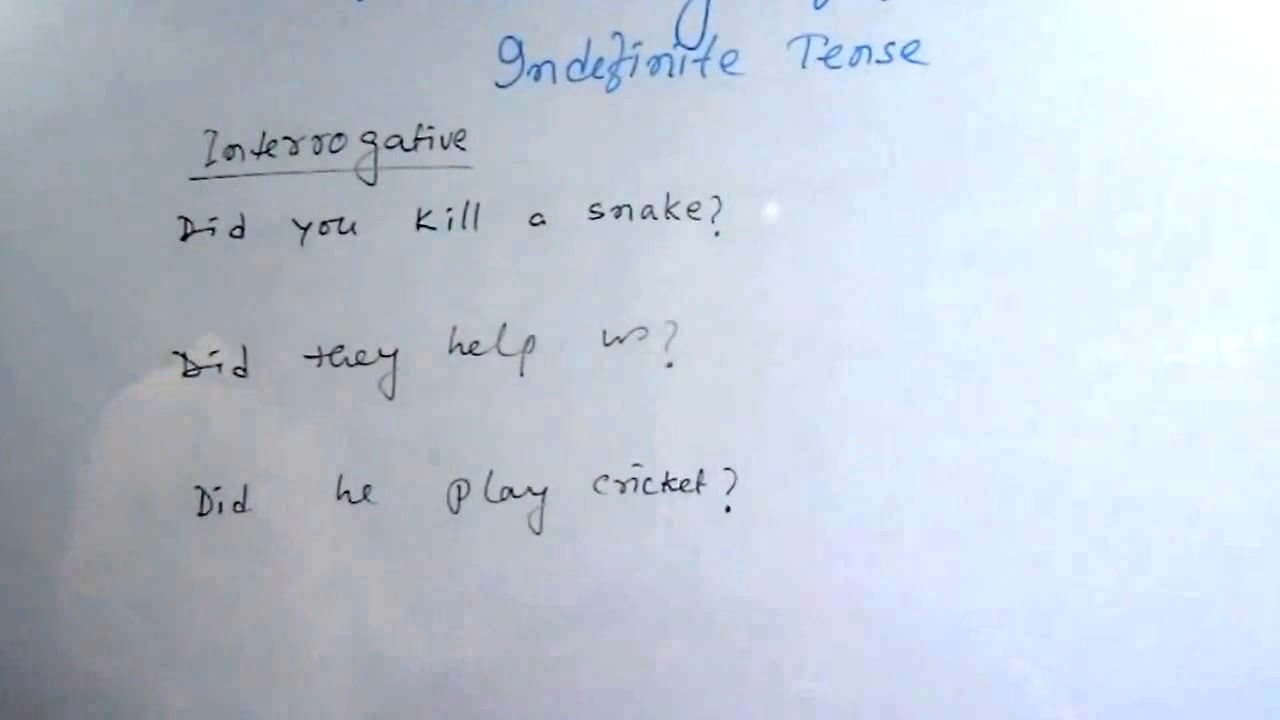 Indefinite Tense
Interrogative
Did you kill a snake?
Did they help us?
Did he play cricket?